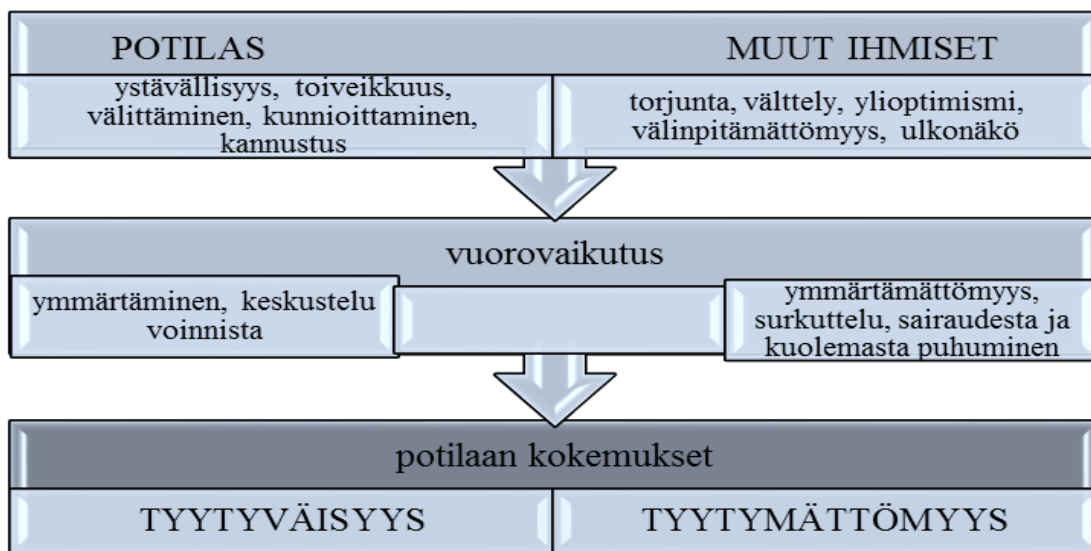 POTILAS
MUUT IHMISET
ystävällisyys, toiveikkuus,
välittäminen, kunnioittaminen,
kannustus
torjunta, välttely, ylioptimismi,
välinpitämättömyys, ulkonäkö
vuorovaikutus
ymmärtäminen, keskustelu
voinnista
ymmärtämättömyys,
surkuttelu, sairaudesta ja
kuolemasta puhuminen
potilaan kokemukset
TYYTYVÄISYYS
TYYTYMÄTTÖMYYS